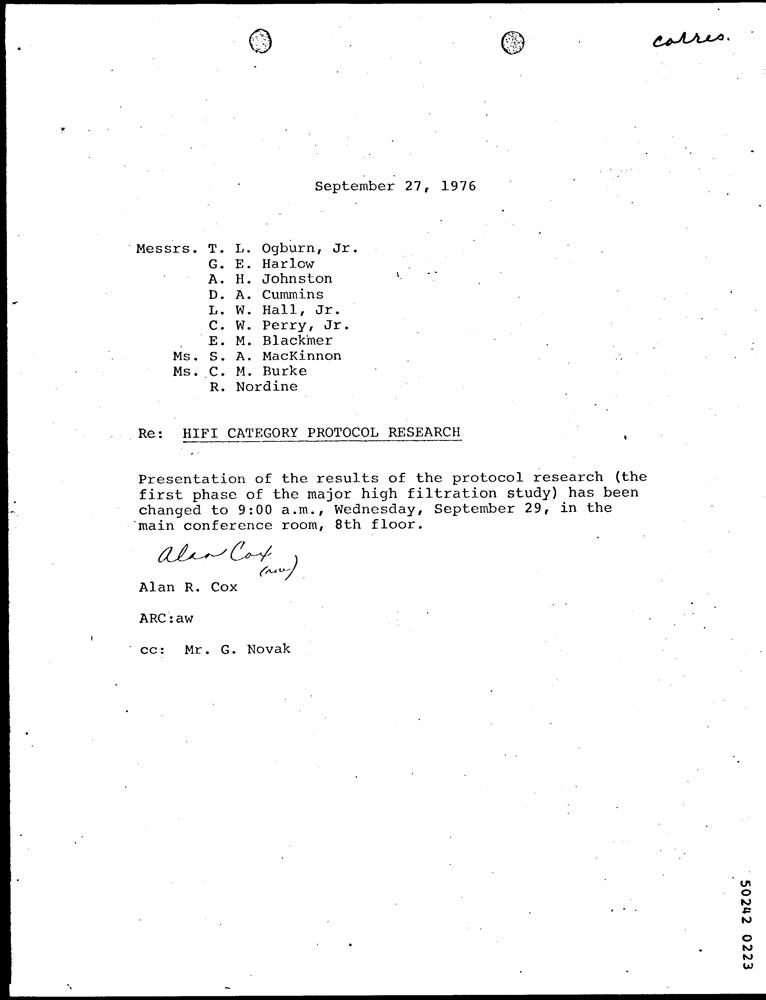 corres.
September 27, 1976
Messrs. T. L. Ogburn, Jr.
G. E. Harlow
A. H. Johnston
D. A. Cummins
L. W. Hall, Jr.
C. W. Perry, Jr.
E. M. Blackmer
Ms. S. A. MacKinnon
Ms. C. M. Burke
R. Nordine
Re: HIFI CATEGORY PROTOCOL RESEARCH
Presentation of the results of the protocol research (the
first phase of the major high filtration study) has been
changed to 9:00 a.m., Wednesday, September 29, in the
main conference room, 8th floor.
Alan Cox
Alan R. Cox
ARC:aw
cc: Mr. G. Novak
50242 0223